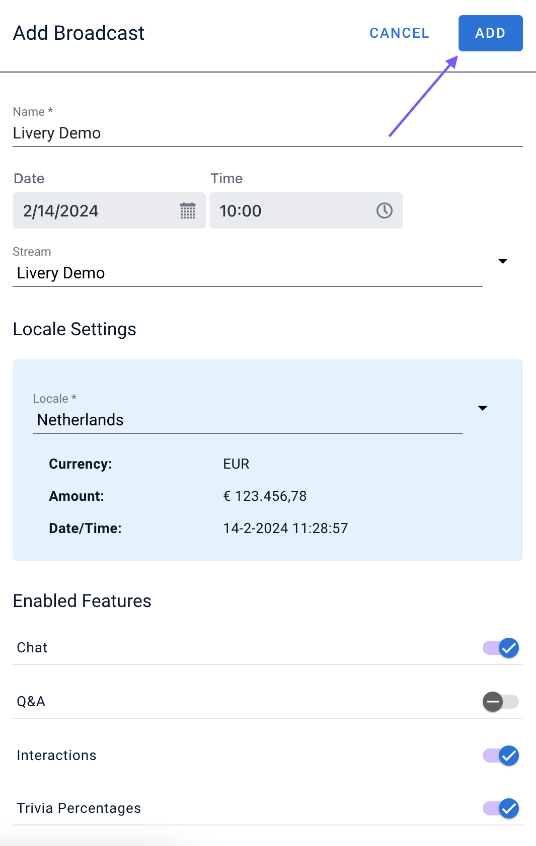 Add Broadcast CANCEL ADD
Name *
Livery Demo
Date Time
2/14/2024 10:00
Stream
Livery Demo
Locale Settings
Locale *
Netherlands
Currency: EUR
Amount: € 123.456,78
Date/Time: 14-2-2024 11:28:57
Enabled Features
Chat
Q&A
Interactions
Trivia Percentages